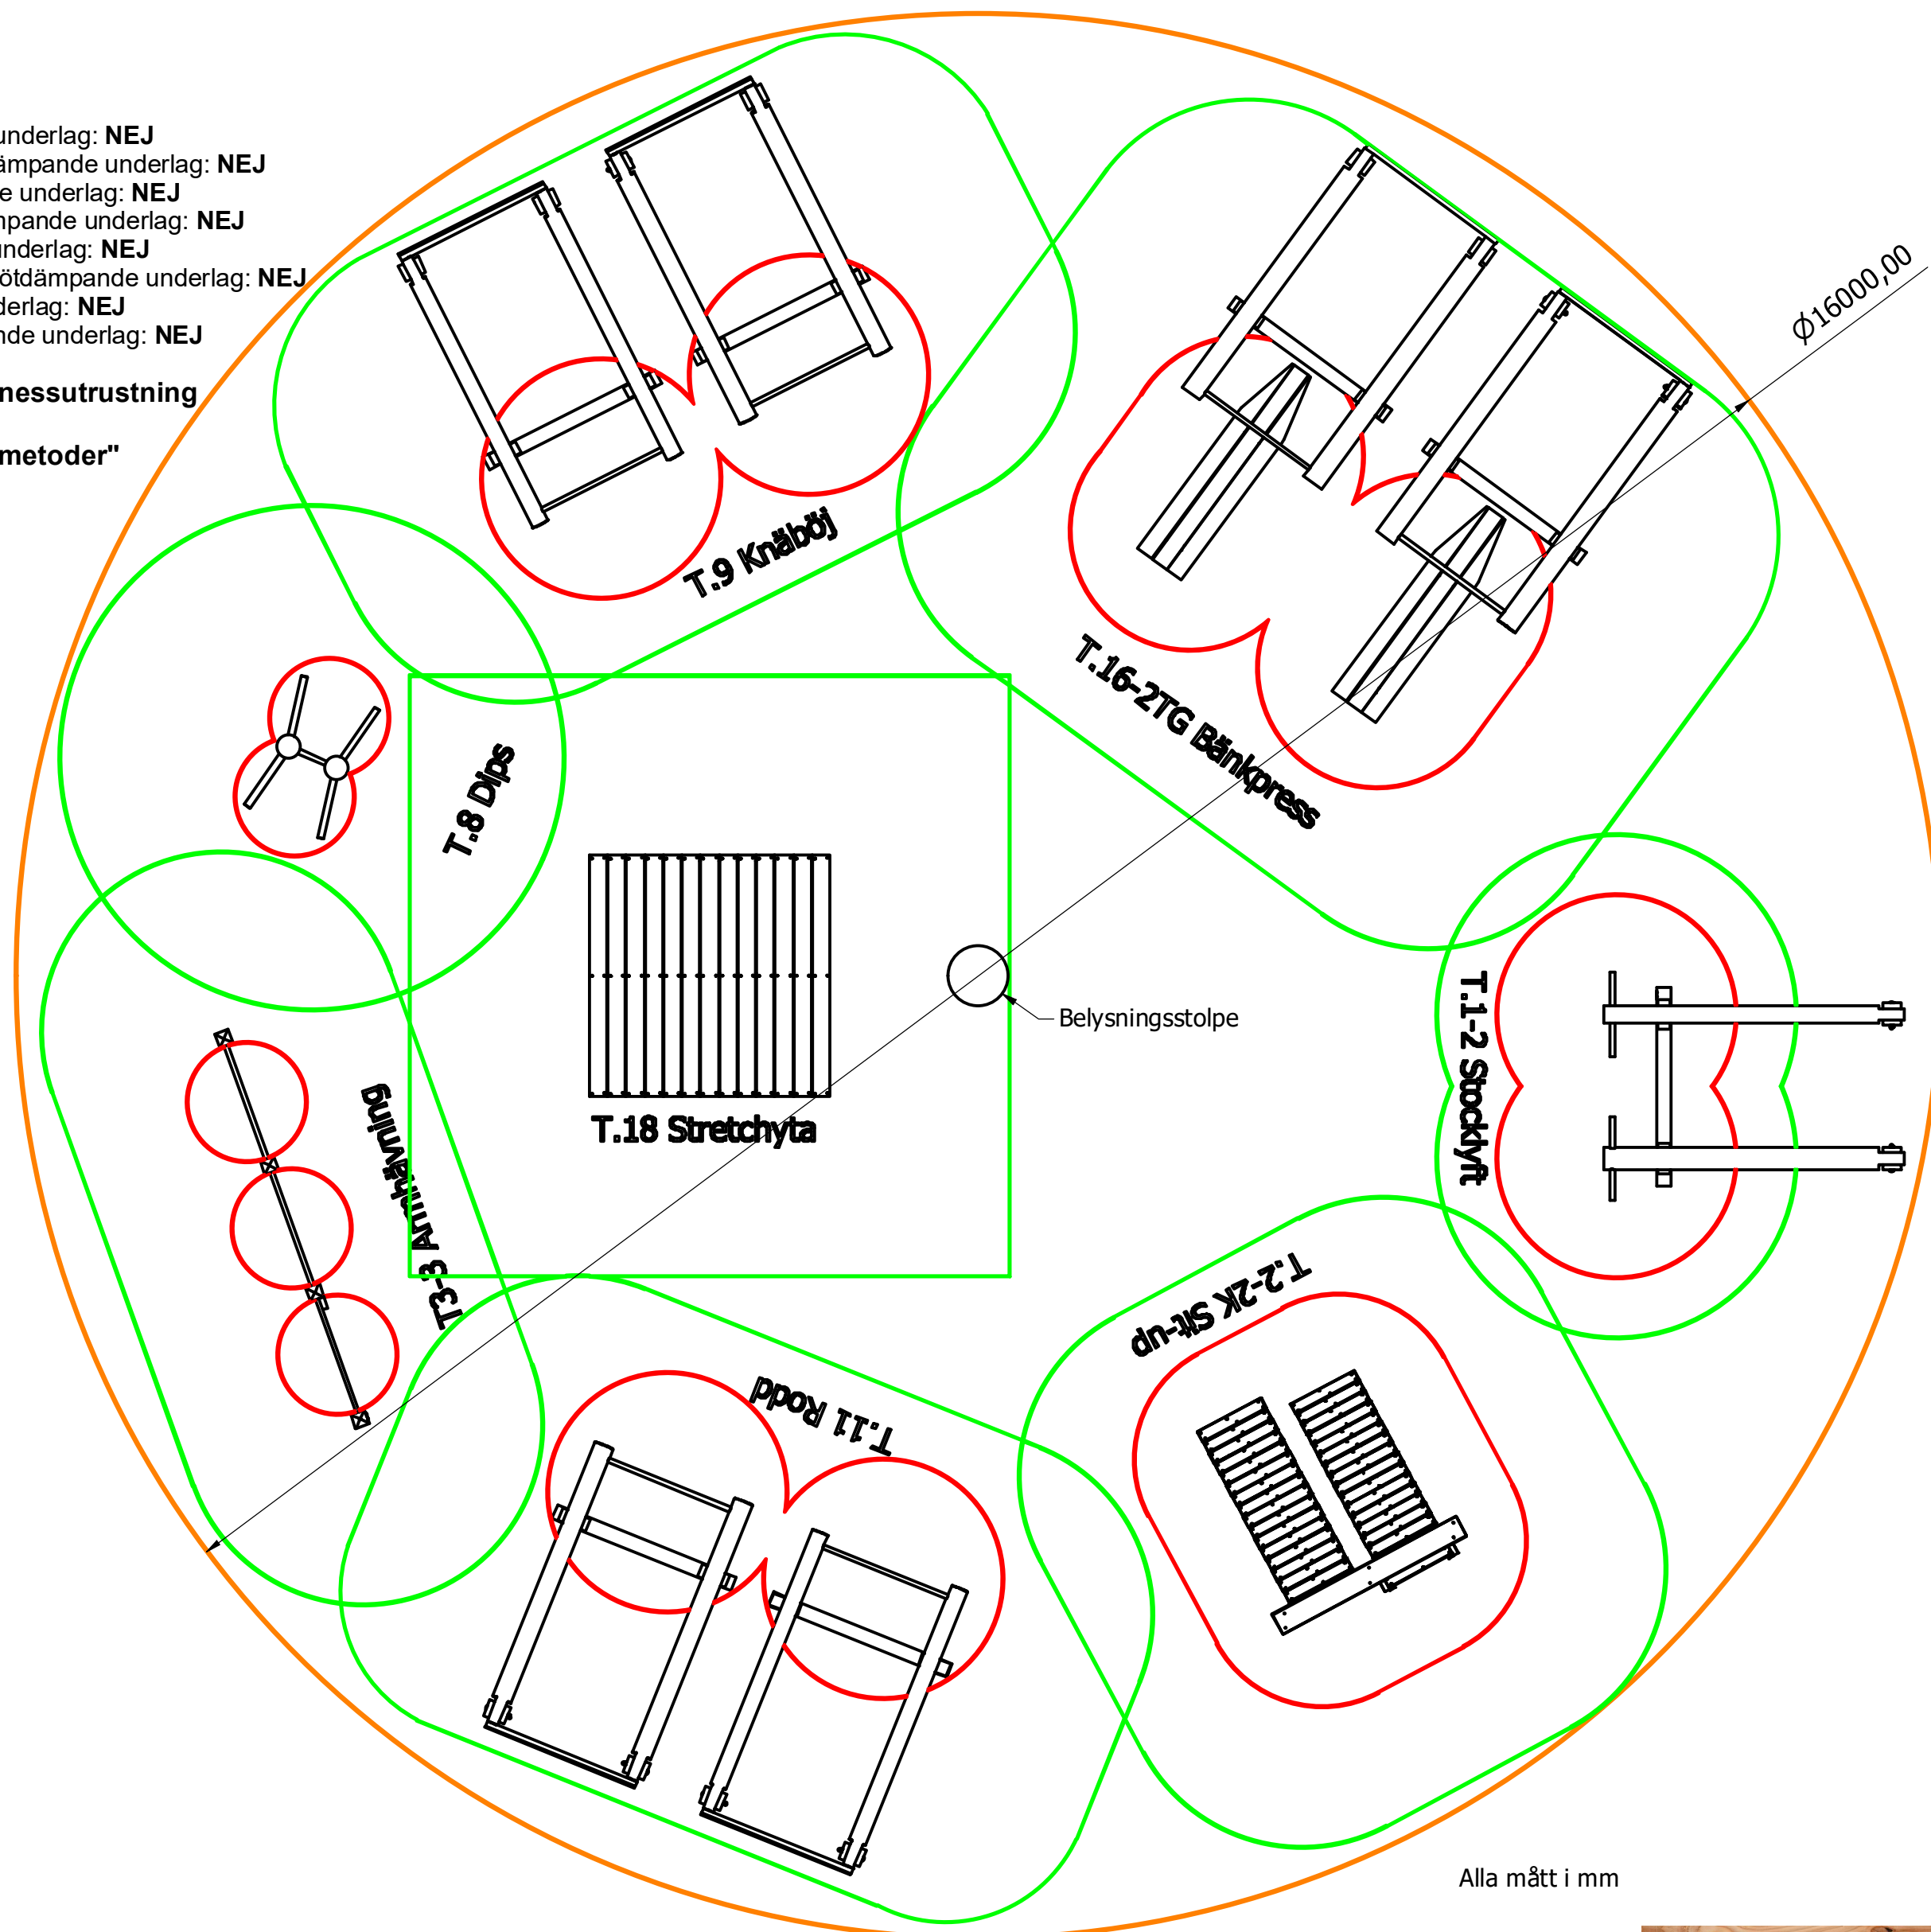 underlag: NEJ
ämpande underlag: NEJ
e underlag: NEJ
npande underlag: NEJ
underlag: NEJ
ötdämpande underlag: NEJ
derlag: NEJ
nde underlag: NEJ
nessutrustning
metoder"
Ø16000,00
T.9 Knäböj
T.16-2TG Bänkpress
T.8 Dips
Belysningsstolpe
T.1-2 Stocklyft
T.18 Stretchyta
T3-3 Armhävning
T.2-2K Sit-up
T.11 Rodd
Alla mått i mm